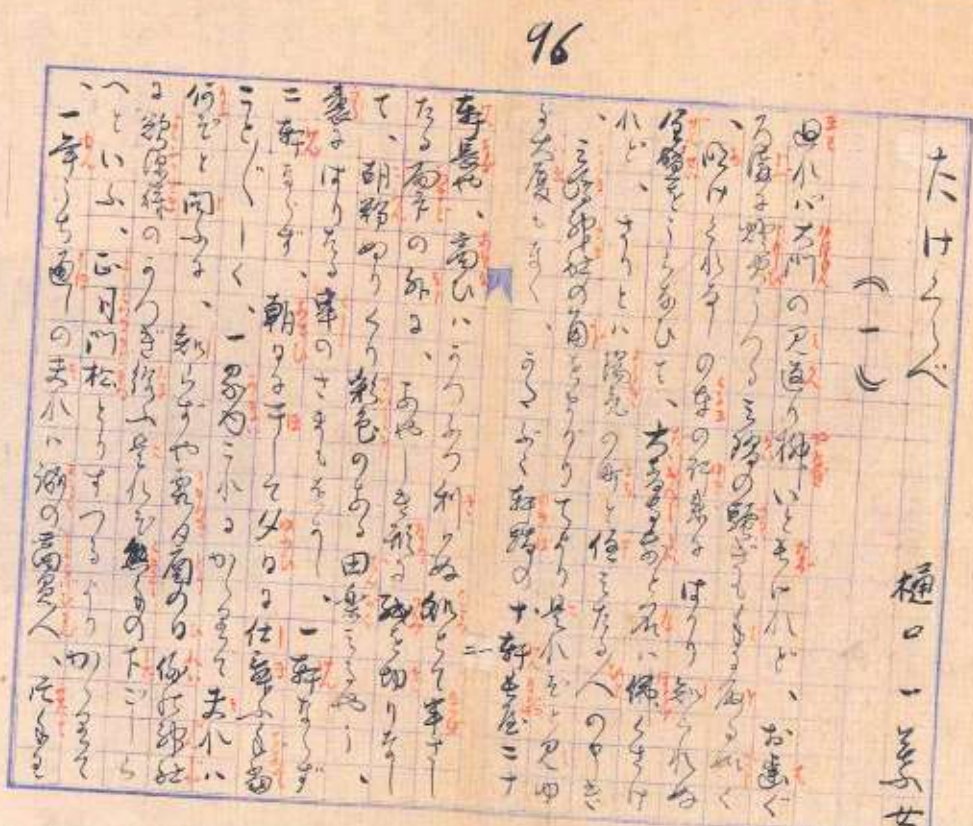 96
たけくらべ
樋口一葉女
（一）
廻れば大門の見返り柳いと長けれど、お歯ぐ
ろ溝に燈火うつる三階の騒ぎも手に取る如く
、明けくれなしの車の行来にはかり知られぬ
全盛をうらなひて、大音寺前と名は佛くさけ
れど、さりとは陽気の町と住みたる人の申き
、三嶋神社の角をまがりてより是れぞと見ゆ
る大厦もなく、かたぶく軒端の十軒長屋二十
軒長や、商ひはかつふつ利かぬ処とて半さし
たる雨戸の外に、あやしき形に紙を切りなし
て、胡粉ぬりくり彩色のある田楽みるやう、
裏にはりたる串のさまもをかし、一軒ならず
二軒ならず、朝日に干して夕日に仕舞ふ手当
こと〴〵しく、一家内これにかゝりて夫れは
何ぞと問ふに、知らずや霜月酉の日例の神社
に欲深様のかつぎ給ふ是れぞ熊手の下ごしら
へといふ、正月門松とりすつるよりかゝりて
、一年うち通しの夫れは誠の商買人、片手わ